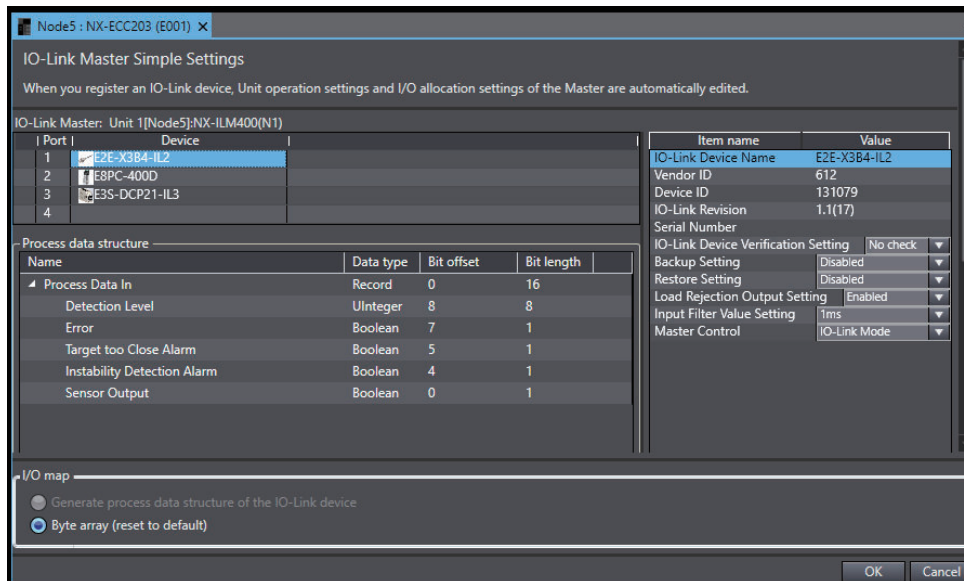 Node5 : NX-ECC203 (E001) X
IO-Link Master Simple Settings
When you register an IO-Link device, Unit operation settings and I/O allocation settings of the Master are automatically edited.
IO-Link Master: Unit 1[Node5]:NX-ILM400(N1)
Port Device
1 E2E-X3B4-IL2
2 E8PC-400D
3 E3S-DCP21-IL3
4
Process data structure
Name Data type Bit offset Bit length
Process Data In Record 0 16
Detection Level UInteger 8 8
Error Boolean 7 1
Target too Close Alarm Boolean 5 1
Instability Detection Alarm Boolean 4 1
Sensor Output Boolean 0 1
Item name Value
IO-Link Device Name E2E-X3B4-IL2
Vendor ID 612
Device ID 131079
IO-Link Revision 1.1(17)
Serial Number
IO-Link Device Verification Setting No check
Backup Setting Disabled
Restore Setting Disabled
Load Rejection Output Setting Enabled
Input Filter Value Setting 1ms
Master Control IO-Link Mode
I/O map
Generate process data structure of the IO-Link device
Byte array (reset to default)
OK Cancel